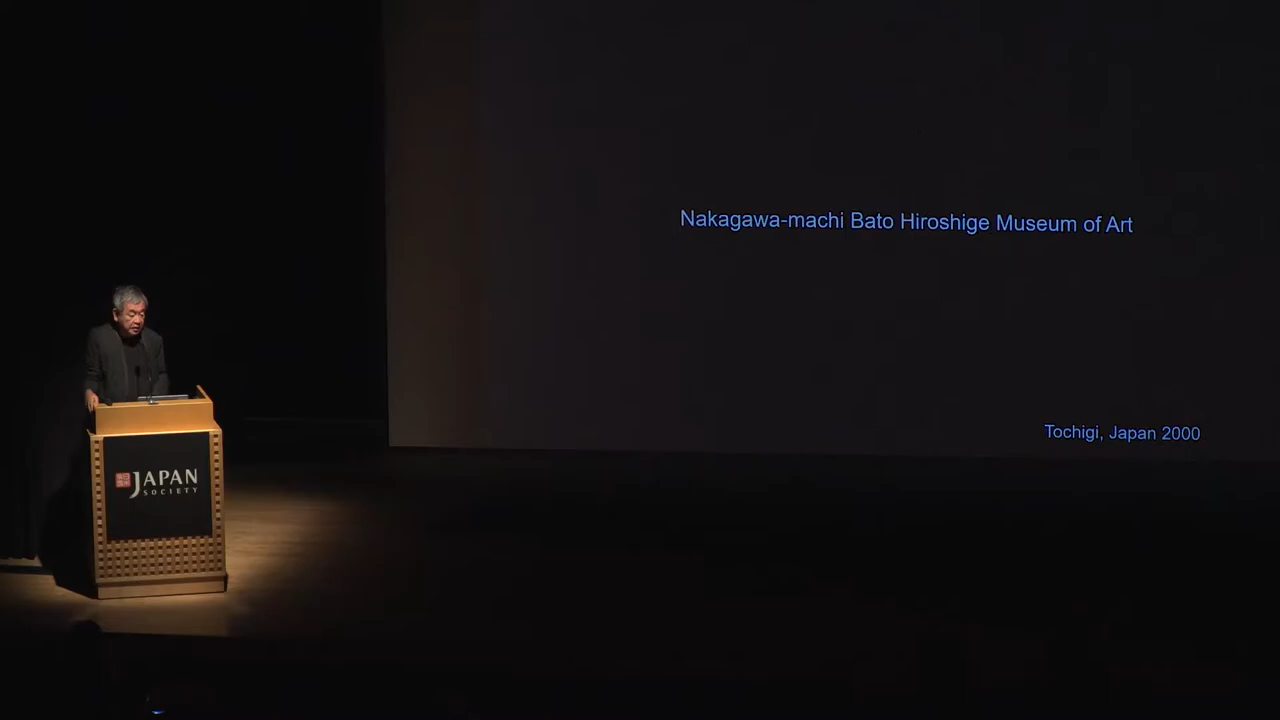 Nakagawa-machi Bato Hiroshige Museum of Art
Tochigi, Japan 2000
JAPAN
SOCIETY